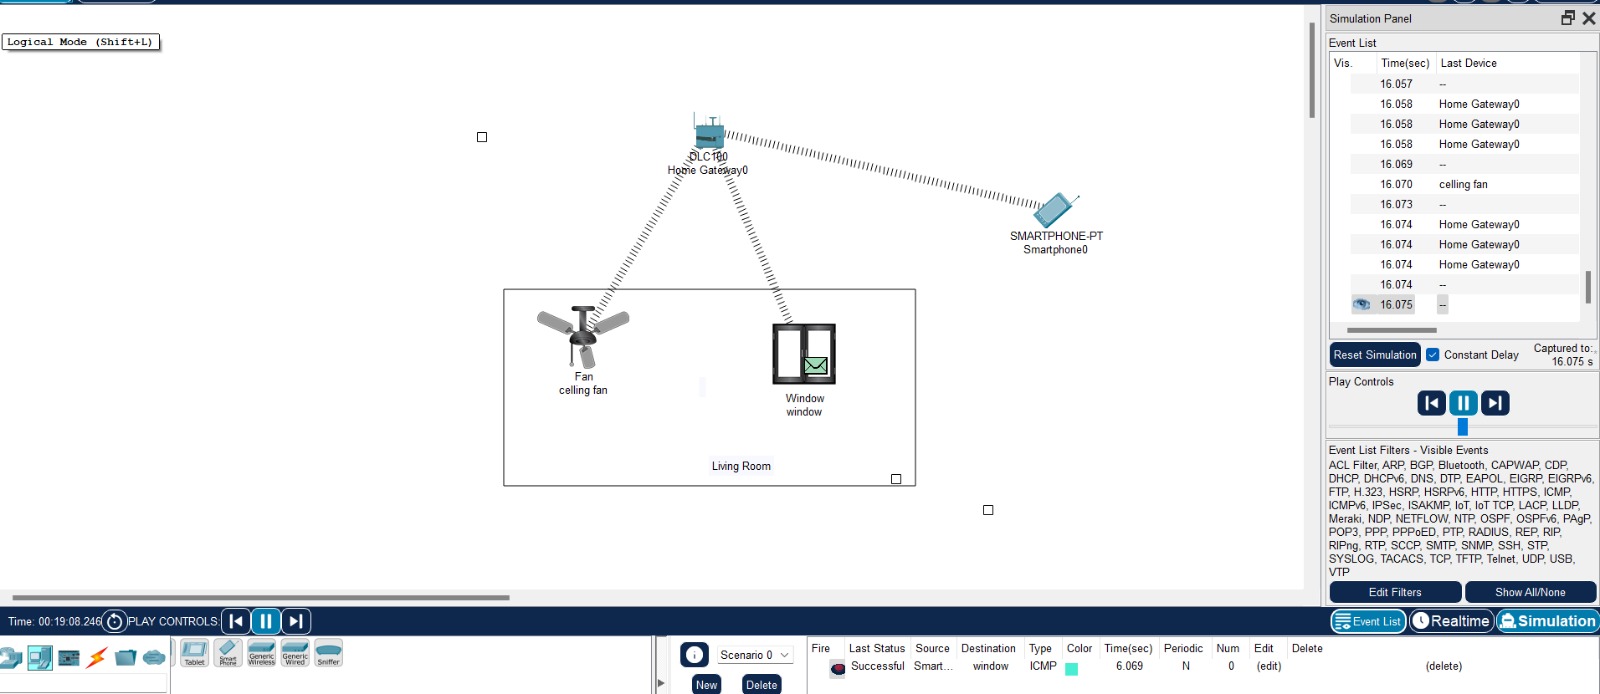 Logical Mode (Shift+L)
DLC100
Home Gateway0
SMARTPHONE-PT
Smartphone0
Fan
celling fan
Window
window
Living Room
Simulation Panel
Event List
Vis. Time(sec) Last Device
16.057 --
16.058 Home Gateway0
16.058 Home Gateway0
16.058 Home Gateway0
16.069 --
16.070 celling fan
16.073 --
16.074 Home Gateway0
16.074 Home Gateway0
16.074 Home Gateway0
16.074 --
16.075 --
Reset Simulation Constant Delay Captured to:
16.075 s
Play Controls
Event List Filters - Visible Events
ACL Filter, ARP, BGP, Bluetooth, CAPWAP, CDP,
DHCP, DHCPv6, DNS, DTP, EAPOL, EIGRP, EIGRPv6,
FTP, H.323, HSRP, HSRPv6, HTTP, HTTPS, ICMP,
ICMPv6, IPSec, ISAKMP, IoT, IoT TCP, LACP, LLDP,
Meraki, NDP, NETFLOW, NTP, OSPF, OSPFv6, PAgP,
POP3, PPP, PPPoED, PTP, RADIUS, REP, RIP,
RIPng, RTP, SCCP, SMTP, SNMP, SSH, STP,
SYSLOG, TACACS, TCP, TFTP, Telnet, UDP, USB,
VTP
Edit Filters Show All/None
Time: 00:19:08.246 PLAY CONTROLS: Event List Realtime Simulation
Tablet
Smart Phone
Generic Wireless
Generic Wired
Sniffer
Scenario 0
New Delete
Fire Last Status Source Destination Type Color Time(sec) Periodic Num Edit Delete
Successful Smart... window ICMP 6.069 N 0 (edit) (delete)